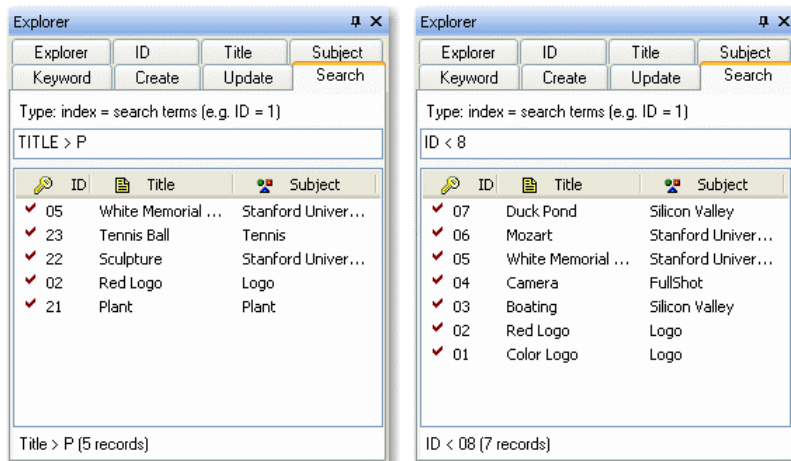 Explorer
Explorer ID Title Subject
Keyword Create Update Search
Type: index = search terms (e.g. ID = 1)
TITLE > P
ID Title Subject
05 White Memorial ... Stanford Univer...
23 Tennis Ball Tennis
22 Sculpture Stanford Univer...
02 Red Logo Logo
21 Plant Plant
Title > P (5 records)
Explorer
Explorer ID Title Subject
Keyword Create Update Search
Type: index = search terms (e.g. ID = 1)
ID < 8
ID Title Subject
07 Duck Pond Silicon Valley
06 Mozart Stanford Univer...
05 White Memorial ... Stanford Univer...
04 Camera FullShot
03 Boating Silicon Valley
02 Red Logo Logo
01 Color Logo Logo
ID < 08 (7 records)